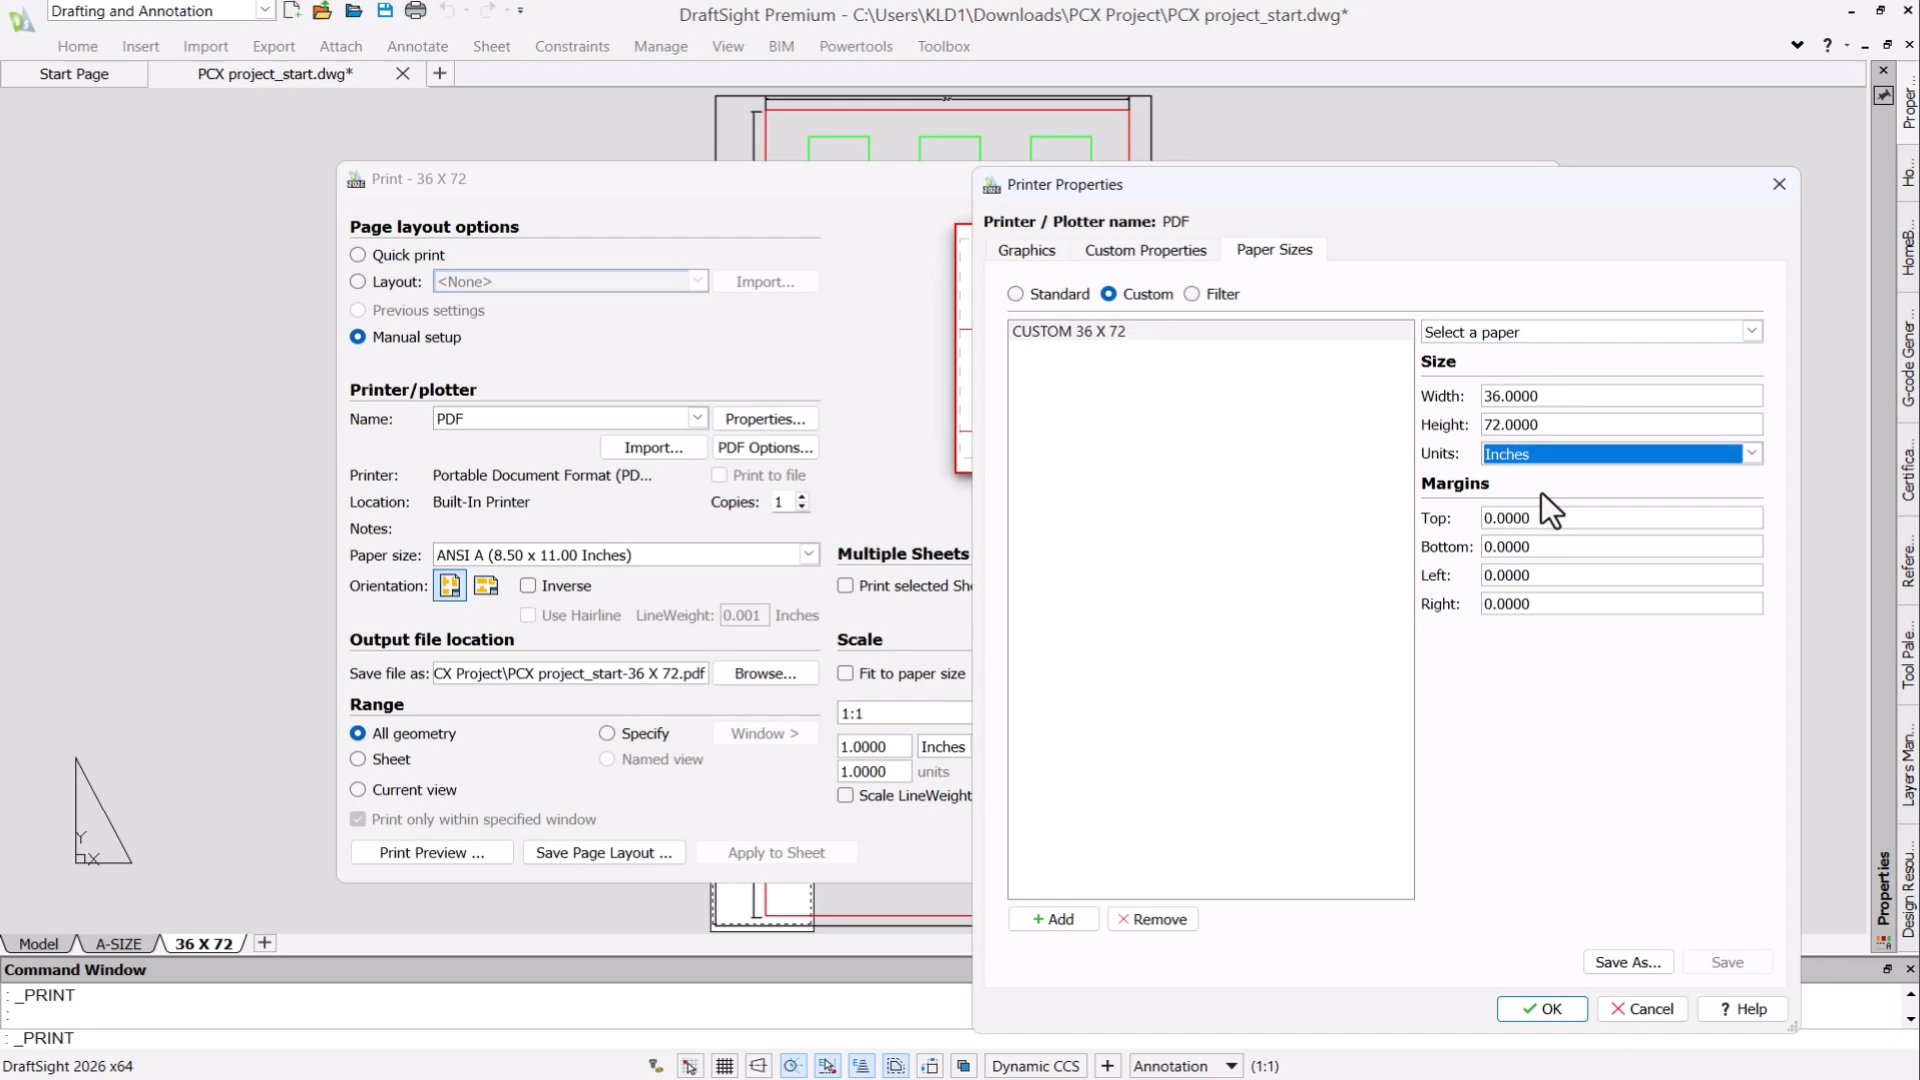 Drafting and Annotation
DraftSight Premium - C:\Users\KLD1\Downloads\PCX Project\PCX project_start.dwg*
Home Insert Import Export Attach Annotate Sheet Constraints Manage View BIM Powertools Toolbox
Start Page PCX project_start.dwg*
Print - 36 X 72
Page layout options
Quick print
Layout: <None> Import...
Previous settings
Manual setup
Printer/plotter
Name: PDF Properties...
Import... PDF Options...
Printer: Portable Document Format (PD... Print to file
Location: Built-In Printer Copies: 1
Notes:
Paper size: ANSI A (8.50 x 11.00 Inches)
Orientation: Inverse
Use Hairline LineWeight: 0.001 Inches
Output file location
Save file as: CX Project\PCX project_start-36 X 72.pdf Browse...
Range
All geometry Specify Window >
Sheet Named view
Current view
Print only within specified window
Print Preview ... Save Page Layout ... Apply to Sheet
Multiple Sheets
Print selected She
Scale
Fit to paper size
1:1
1.0000 Inches
1.0000 units
Scale LineWeight
Printer Properties
Printer / Plotter name: PDF
Graphics Custom Properties Paper Sizes
Standard Custom Filter
CUSTOM 36 X 72
Select a paper
Size
Width: 36.0000
Height: 72.0000
Units: Inches
Margins
Top: 0.0000
Bottom: 0.0000
Left: 0.0000
Right: 0.0000
+ Add Remove
Save As... Save
OK Cancel ? Help
Proper...
Ho...
HomeB...
G-code Gener...
Certifica...
Refere...
Tool Pale...
Layers Man...
Design Resou...
Properties
Y
X
Model A-SIZE 36 X 72
Command Window
: _PRINT
:
: _PRINT
DraftSight 2026 x64
Dynamic CCS + Annotation (1:1)